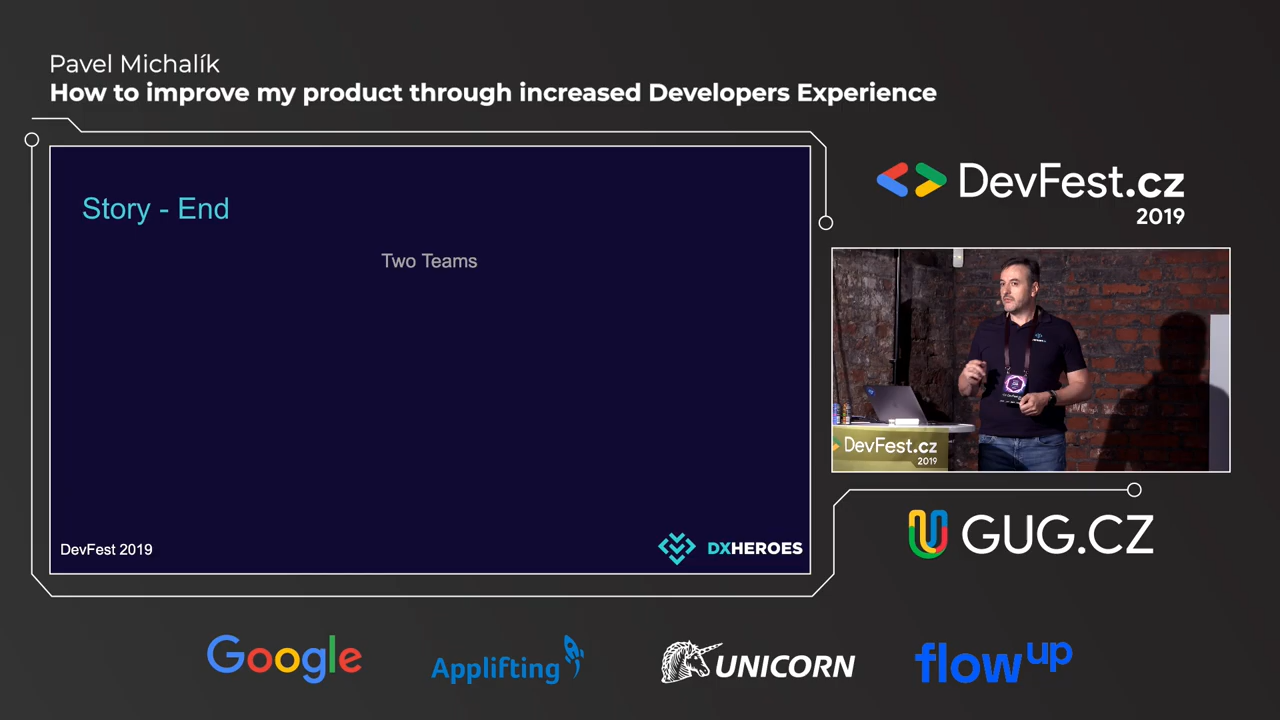 Pavel Michalík
How to improve my product through increased Developers Experience
Story - End
Two Teams
DevFest 2019
DXHEROES
DevFest.cz
2019
DevFest.cz
2019
GUG.CZ
Google
Applifting
UNICORN
flowup